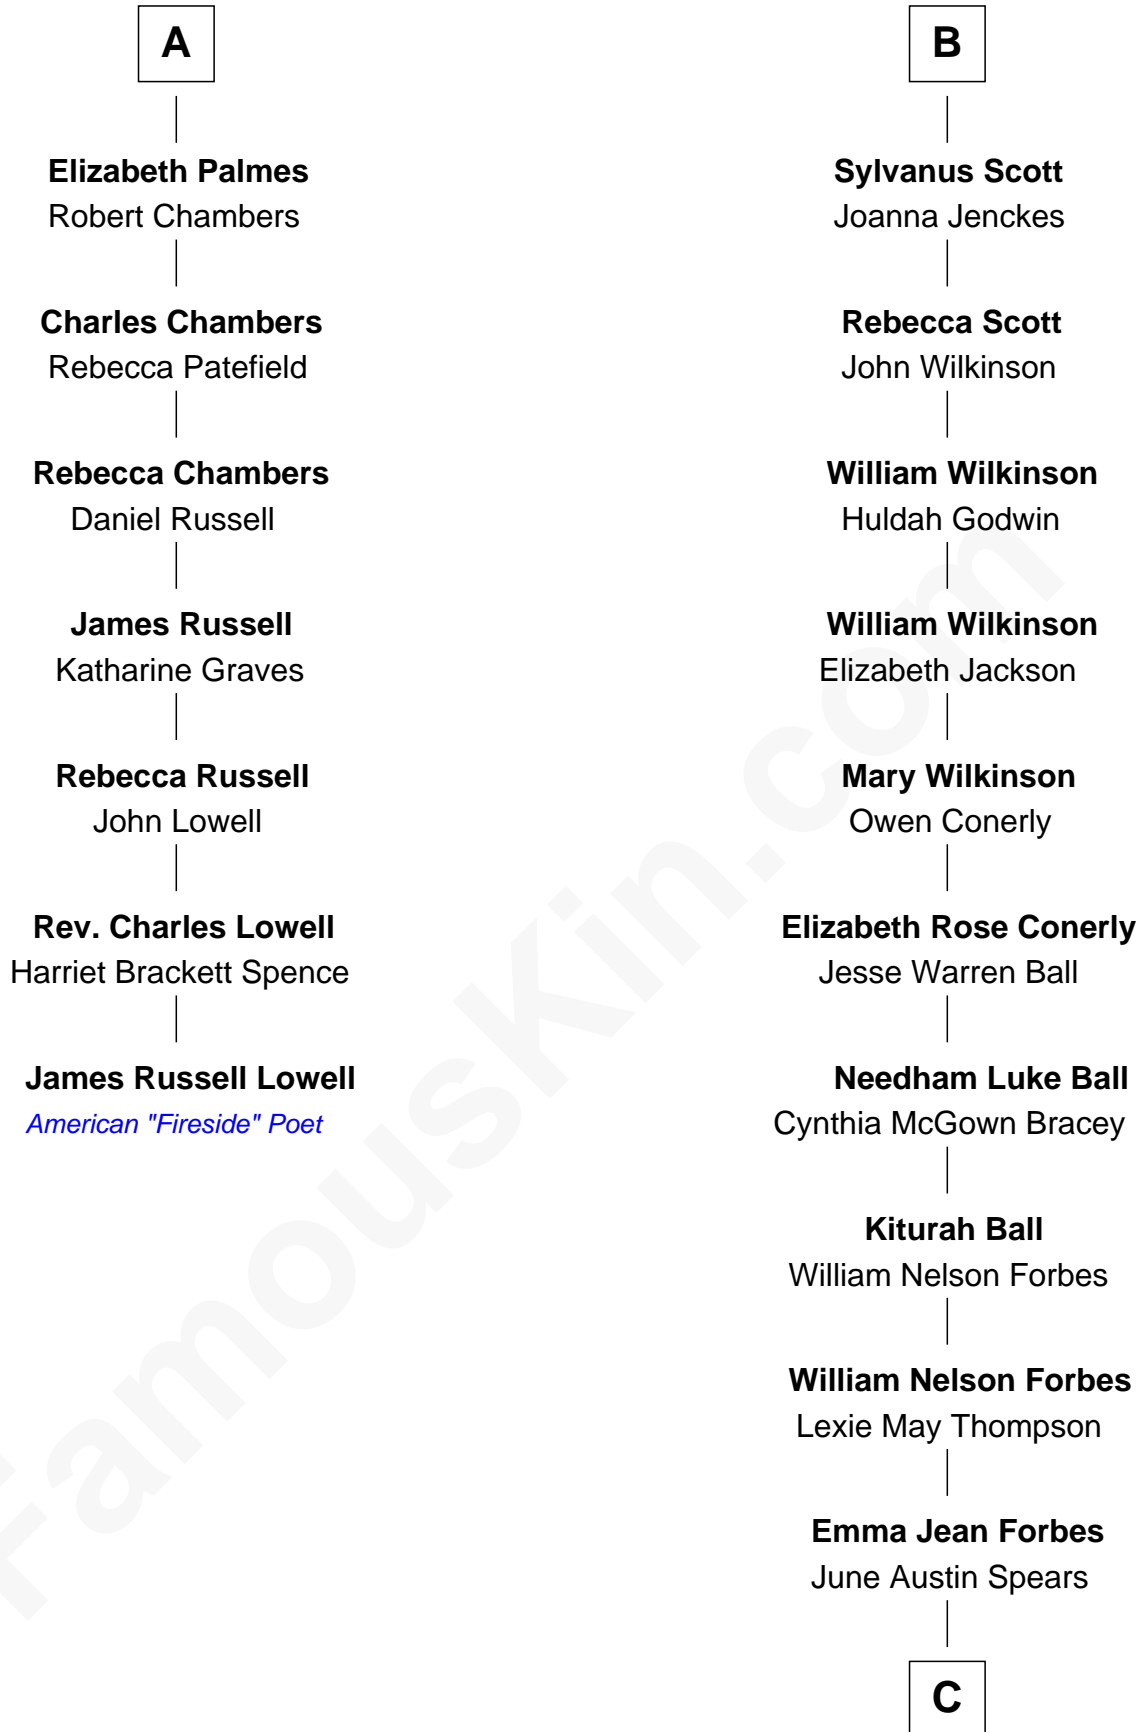 A
Elizabeth Palmes
Robert Chambers
Charles Chambers
Rebecca Patefield
Rebecca Chambers
Daniel Russell
James Russell
Katharine Graves
Rebecca Russell
John Lowell
Rev. Charles Lowell
Harriet Brackett Spence
James Russell Lowell
American "Fireside" Poet
B
Sylvanus Scott
Joanna Jenckes
Rebecca Scott
John Wilkinson
William Wilkinson
Huldah Godwin
William Wilkinson
Elizabeth Jackson
Mary Wilkinson
Owen Conerly
Elizabeth Rose Conerly
Jesse Warren Ball
Needham Luke Ball
Cynthia McGown Bracey
Kiturah Ball
William Nelson Forbes
William Nelson Forbes
Lexie May Thompson
Emma Jean Forbes
June Austin Spears
C
FamousKin.com